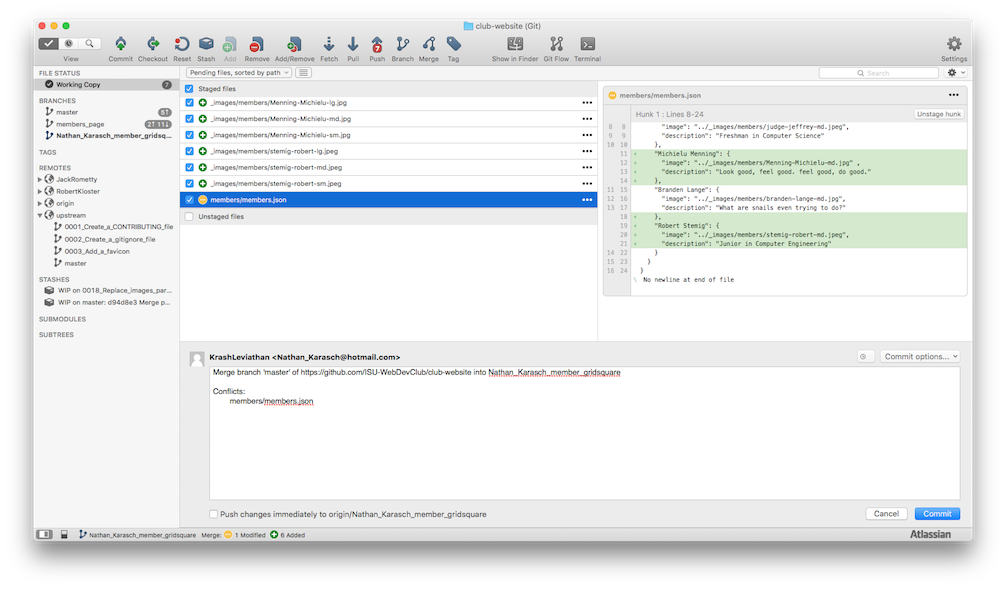 club-website (Git)
View
Commit
Checkout
Reset
Stash
Add
Remove
Add/Remove
Fetch
Pull
7
Push
Branch
Merge
Tag
Show in Finder
Git Flow
Terminal
Settings
FILE STATUS
Working Copy 7
BRANCHES
master 6↑
members_page 2↑ 11↓
Nathan_Karasch_member_gridsq...
TAGS
REMOTES
JackRometty
RobertKloster
origin
upstream
0001_Create_a_CONTRIBUTING_file
0002_Create_a_gitignore_file
0003_Add_a_favicon
master
STASHES
WIP on 0018_Replace_images_par...
WIP on master: d94d8e3 Merge p...
SUBMODULES
SUBTREES
Pending files, sorted by path
Search
Staged files
_images/members/Menning-Michielu-lg.jpg
_images/members/Menning-Michielu-md.jpg
_images/members/Menning-Michielu-sm.jpg
_images/members/stemig-robert-lg.jpeg
_images/members/stemig-robert-md.jpeg
_images/members/stemig-robert-sm.jpeg
members/members.json
Unstaged files
members/members.json
Hunk 1 : Lines 8-24
Unstage hunk
8 8 "image": "../_images/members/judge-jeffrey-md.jpeg",
9 9 "description": "Freshman in Computer Science"
10 10 },
11 + "Michielu Menning": {
12 + "image": "../_images/members/Menning-Michielu-md.jpg" ,
13 + "description": "Look good, feel good. feel good, do good."
14 + },
11 15 "Branden Lange": {
12 16 "image": "../_images/members/branden-lange-md.jpg",
13 17 "description": "What are snails even trying to do?"
18 + },
19 + "Robert Stemig": {
20 + "image": "../_images/members/stemig-robert-md.jpeg",
21 + "description": "Junior in Computer Engineering"
14 22 }
15 23 }
16 24 }
\ No newline at end of file
KrashLeviathan <Nathan_Karasch@hotmail.com>
Commit options...
Merge branch 'master' of https://github.com/ISU-WebDevClub/club-website into Nathan_Karasch_member_gridsquare
Conflicts:
members/members.json
Push changes immediately to origin/Nathan_Karasch_member_gridsquare
Cancel
Commit
Nathan_Karasch_member_gridsquare Merge: 1 Modified 6 Added
Atlassian